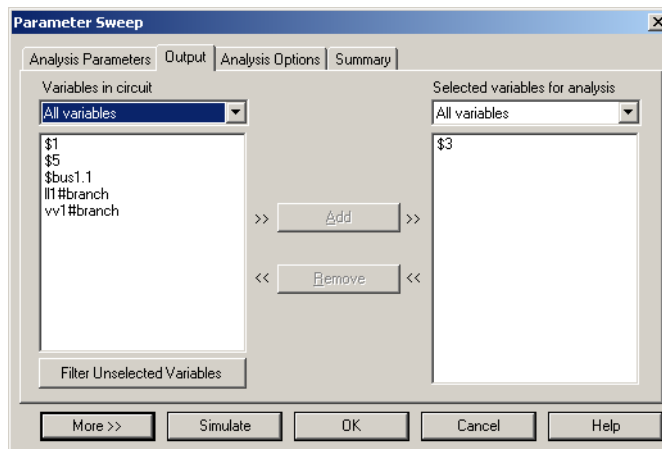 Parameter Sweep
Analysis Parameters Output Analysis Options Summary
Variables in circuit
All variables
$1
$5
$bus1.1
ll1#branch
vv1#branch
Filter Unselected Variables
>> Add >>
<< Remove <<
Selected variables for analysis
All variables
$3
More >> Simulate OK Cancel Help